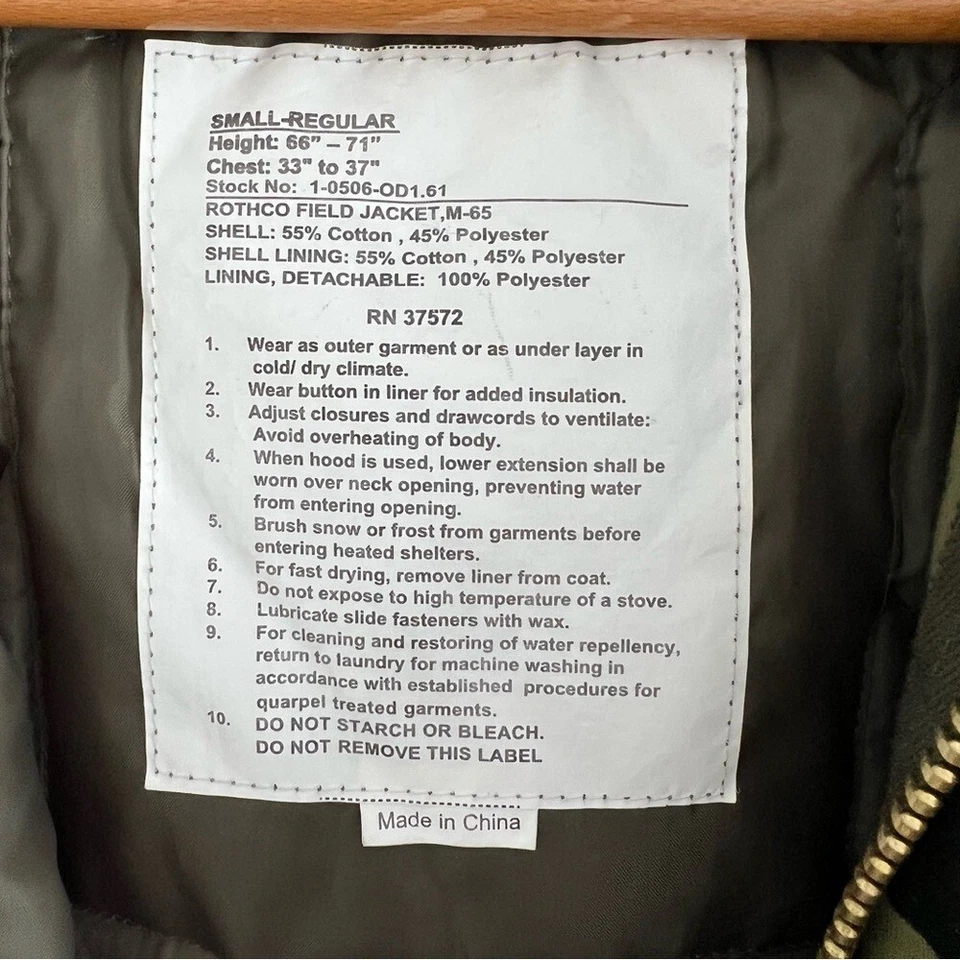 SMALL-REGULAR
Height: 66" – 71"
Chest: 33" to 37"
Stock No: 1-0506-OD1.61
ROTHCO FIELD JACKET,M-65
SHELL: 55% Cotton , 45% Polyester
SHELL LINING: 55% Cotton , 45% Polyester
LINING, DETACHABLE: 100% Polyester
RN 37572
1. Wear as outer garment or as under layer in
cold/ dry climate.
2. Wear button in liner for added insulation.
3. Adjust closures and drawcords to ventilate:
Avoid overheating of body.
4. When hood is used, lower extension shall be
worn over neck opening, preventing water
from entering opening.
5. Brush snow or frost from garments before
entering heated shelters.
6. For fast drying, remove liner from coat.
7. Do not expose to high temperature of a stove.
8. Lubricate slide fasteners with wax.
9. For cleaning and restoring of water repellency,
return to laundry for machine washing in
accordance with established procedures for
quarpel treated garments.
10. DO NOT STARCH OR BLEACH.
DO NOT REMOVE THIS LABEL
Made in China